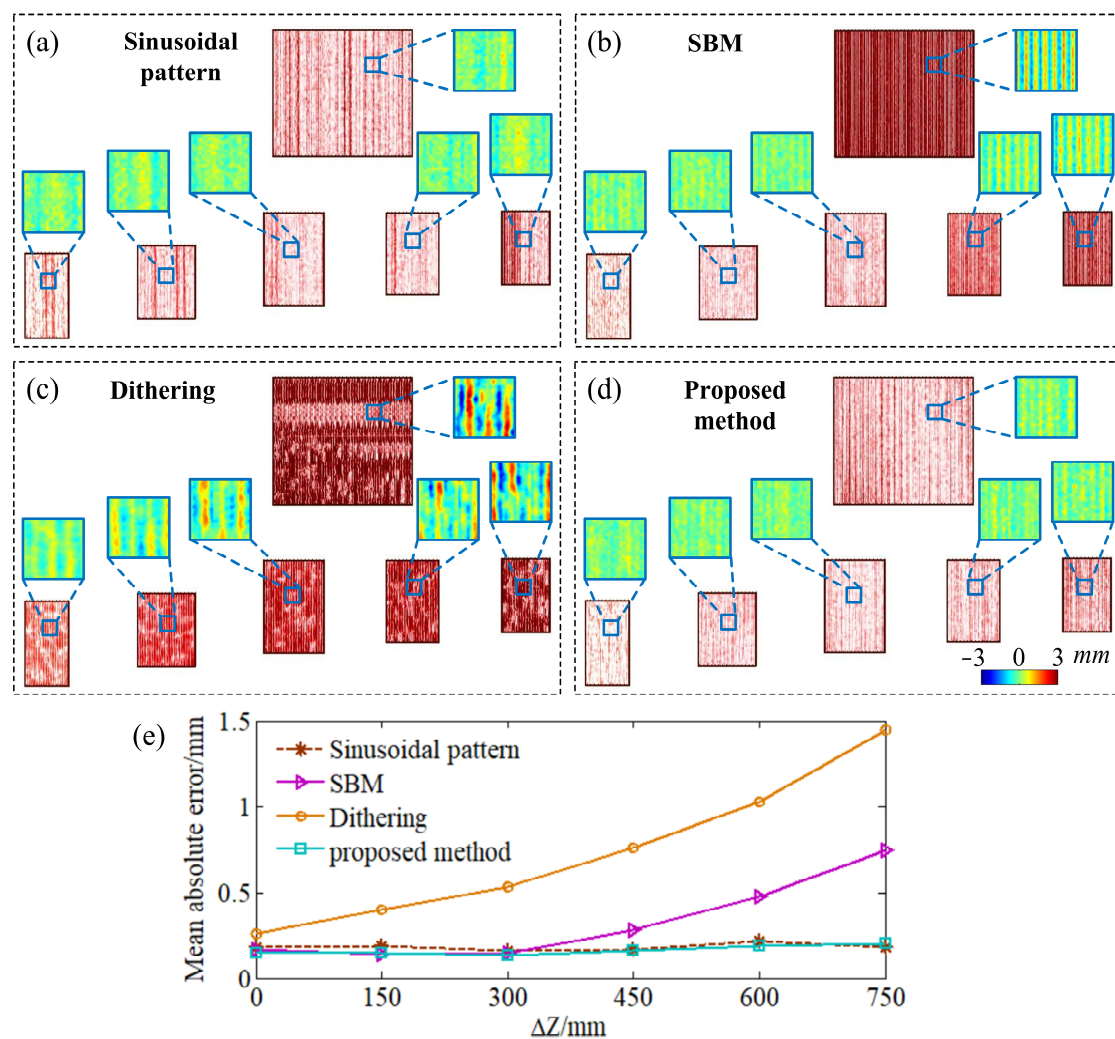 (a)
Sinusoidal
pattern
(b)
SBM
(c)
Dithering
(d)
Proposed
method
−3 0 3 mm
(e)
Mean absolute error/mm
1.5
1
0.5
0
Sinusoidal pattern
SBM
Dithering
proposed method
0 150 300 450 600 750
ΔZ/mm